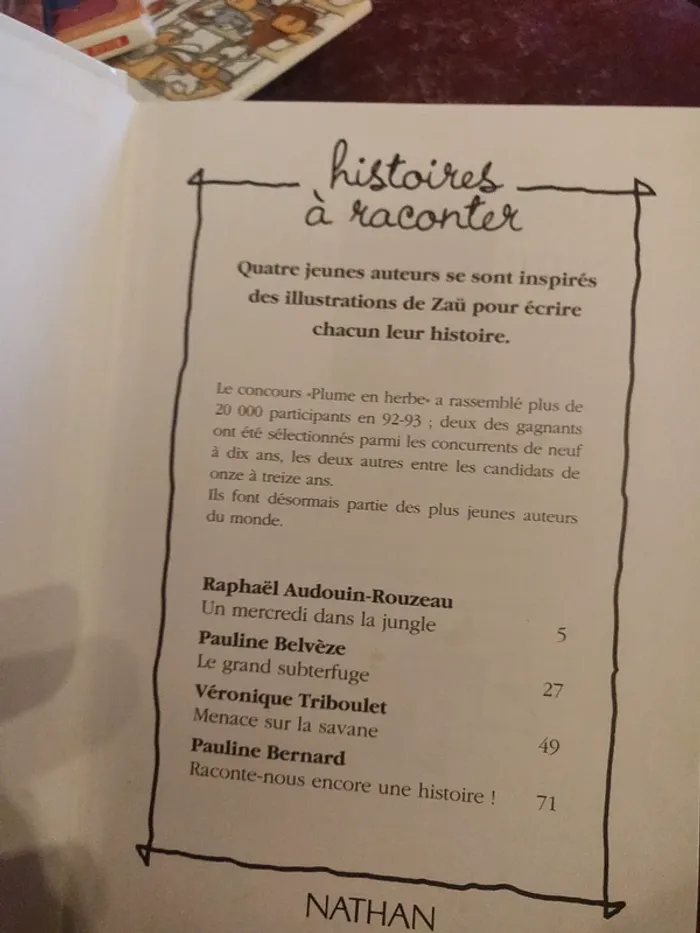 histoires
à raconter
Quatre jeunes auteurs se sont inspirés
des illustrations de Zaü pour écrire
chacun leur histoire.
Le concours «Plume en herbe» a rassemblé plus de
20 000 participants en 92-93 ; deux des gagnants
ont été sélectionnés parmi les concurrents de neuf
à dix ans, les deux autres entre les candidats de
onze à treize ans.
Ils font désormais partie des plus jeunes auteurs
du monde.
Raphaël Audouin-Rouzeau
Un mercredi dans la jungle 5
Pauline Belvèze
Le grand subterfuge 27
Véronique Triboulet
Menace sur la savane 49
Pauline Bernard
Raconte-nous encore une histoire ! 71
NATHAN